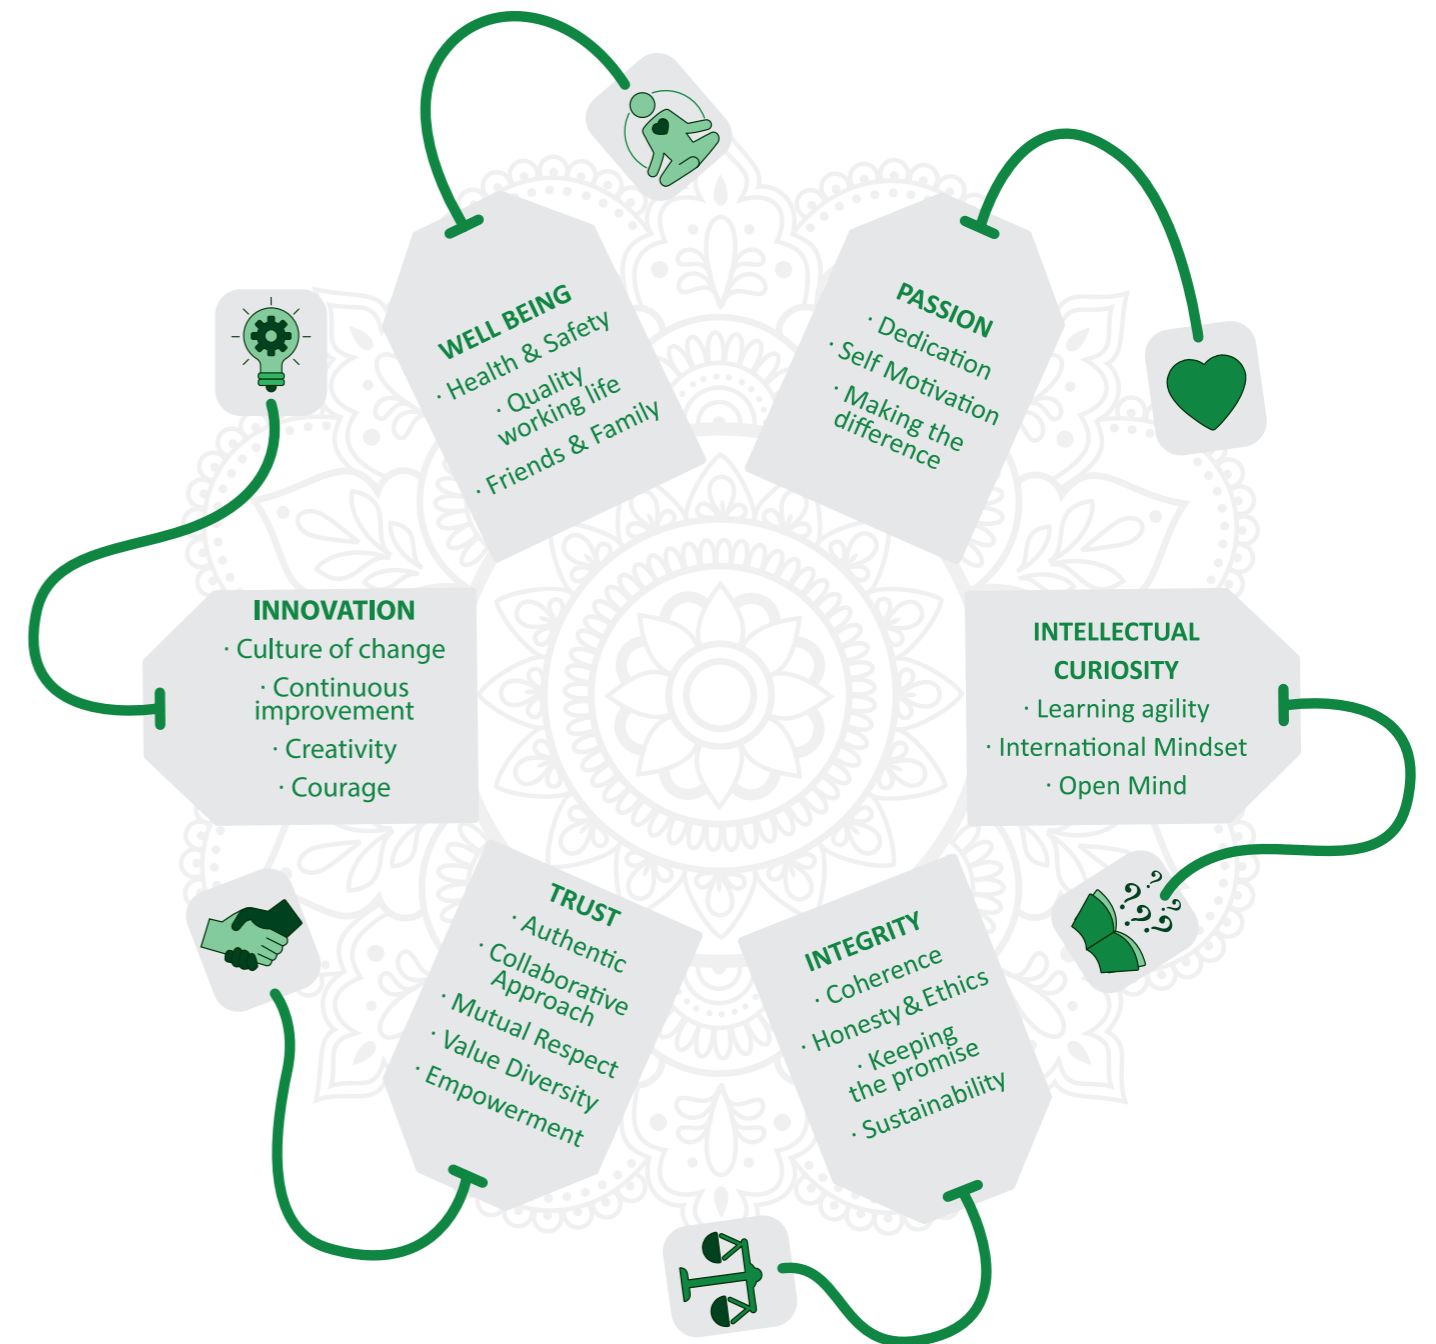 WELL BEING
· Health & Safety
· Quality
working life
· Friends & Family
PASSION
· Dedication
· Self Motivation
· Making the
difference
INNOVATION
· Culture of change
· Continuous
improvement
· Creativity
· Courage
INTELLECTUAL
CURIOSITY
· Learning agility
· International Mindset
· Open Mind
TRUST
· Authentic
· Collaborative
Approach
· Mutual Respect
· Value Diversity
· Empowerment
INTEGRITY
· Coherence
· Honesty & Ethics
· Keeping
the promise
· Sustainability
? ? ? ? ? ?